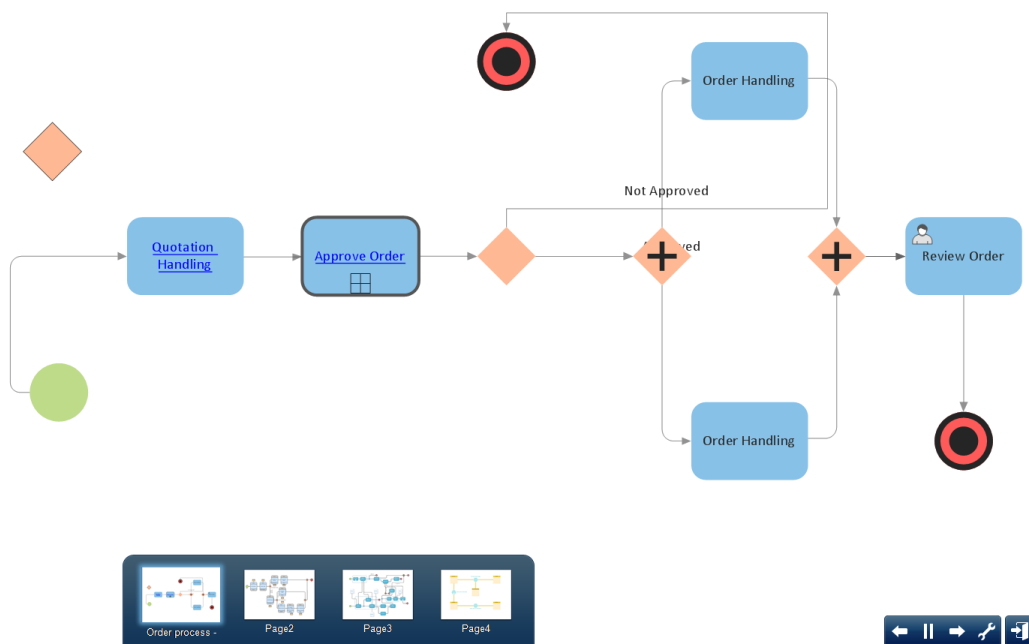 Order Handling
Not Approved
Quotation
Handling
Approve Order
Review Order
Order Handling
Order process -
Page2
Page3
Page4